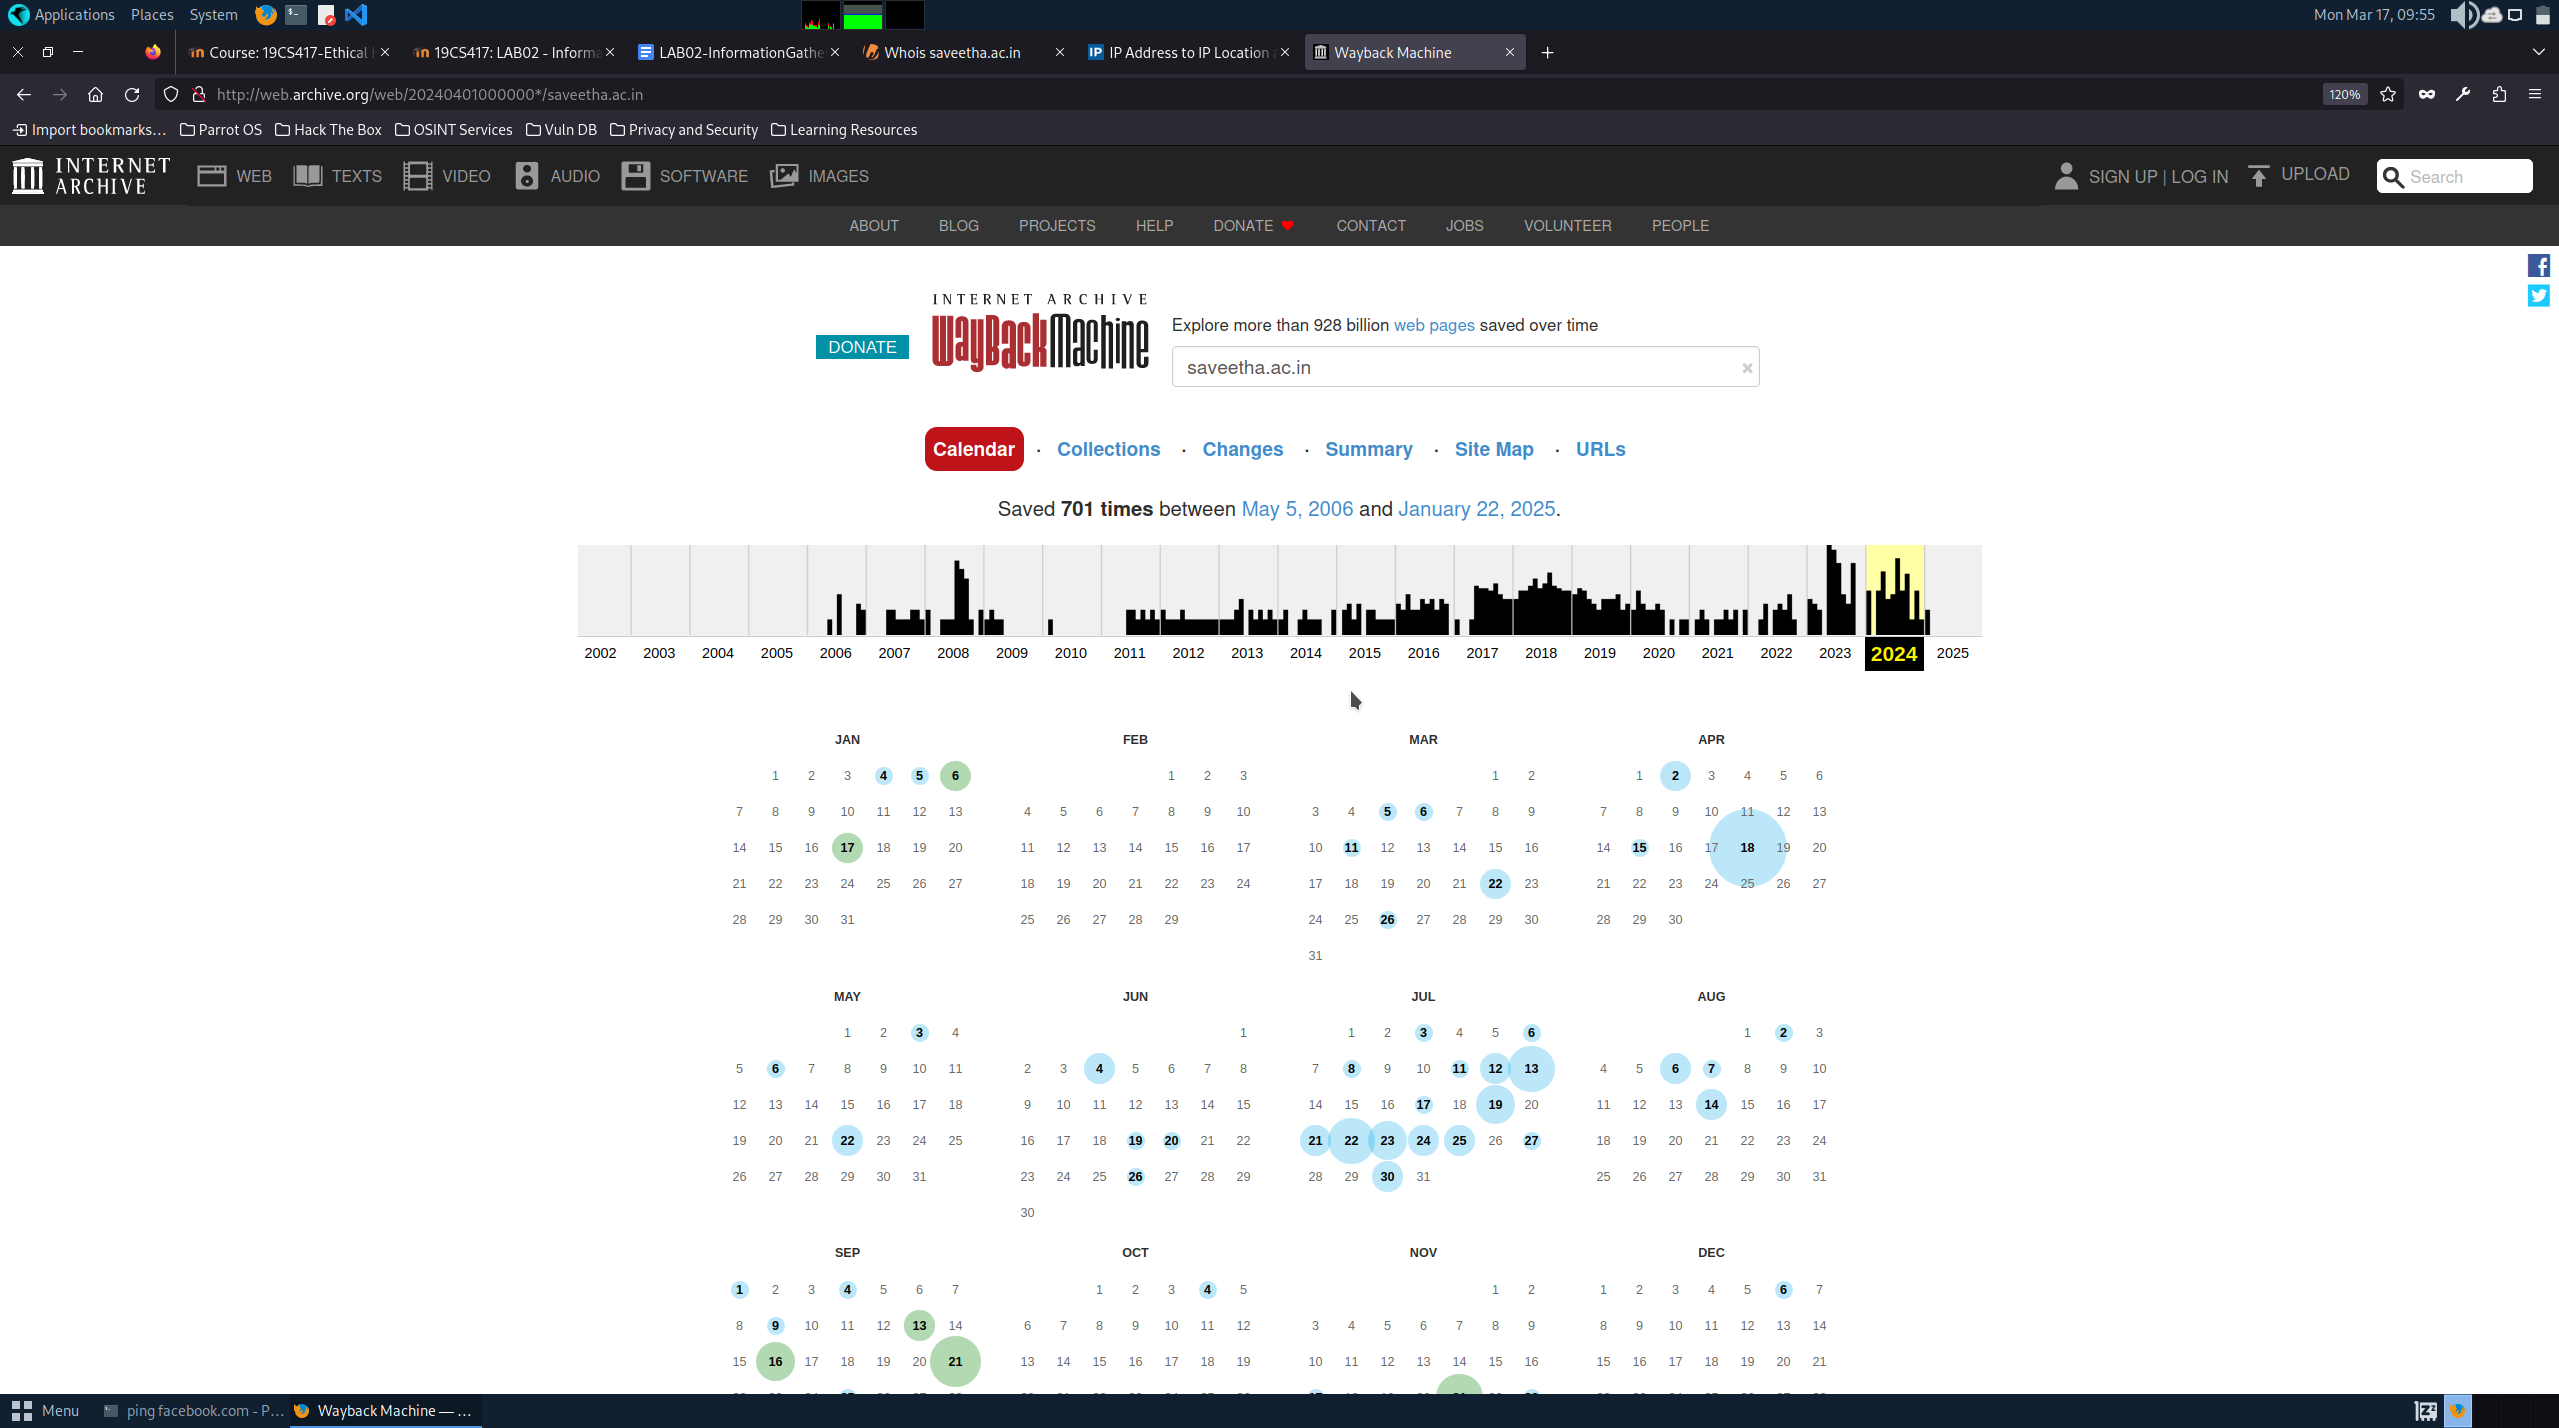 Applications Places System Mon Mar 17, 09:55
Course: 19CS417-Ethical 19CS417: LAB02 - Informa LAB02-InformationGathe Whois saveetha.ac.in IP Address to IP Location Wayback Machine
http://web.archive.org/web/20240401000000*/saveetha.ac.in 120%
Import bookmarks... Parrot OS Hack The Box OSINT Services Vuln DB Privacy and Security Learning Resources
INTERNET ARCHIVE WEB TEXTS VIDEO AUDIO SOFTWARE IMAGES SIGN UP | LOG IN UPLOAD Search
ABOUT BLOG PROJECTS HELP DONATE CONTACT JOBS VOLUNTEER PEOPLE
INTERNET ARCHIVE
DONATE WayBackMachine Explore more than 928 billion web pages saved over time
saveetha.ac.in
Calendar · Collections · Changes · Summary · Site Map · URLs
Saved 701 times between May 5, 2006 and January 22, 2025.
2002 2003 2004 2005 2006 2007 2008 2009 2010 2011 2012 2013 2014 2015 2016 2017 2018 2019 2020 2021 2022 2023 2024 2025
JAN FEB MAR APR
1 2 3 4 5 6 1 2 3 1 2 1 2 3 4 5 6
7 8 9 10 11 12 13 4 5 6 7 8 9 10 3 4 5 6 7 8 9 7 8 9 10 11 12 13
14 15 16 17 18 19 20 11 12 13 14 15 16 17 10 11 12 13 14 15 16 14 15 16 17 18 19 20
21 22 23 24 25 26 27 18 19 20 21 22 23 24 17 18 19 20 21 22 23 21 22 23 24 25 26 27
28 29 30 31 25 26 27 28 29 24 25 26 27 28 29 30 28 29 30
31
MAY JUN JUL AUG
1 2 3 4 1 1 2 3 4 5 6 1 2 3
5 6 7 8 9 10 11 2 3 4 5 6 7 8 7 8 9 10 11 12 13 4 5 6 7 8 9 10
12 13 14 15 16 17 18 9 10 11 12 13 14 15 14 15 16 17 18 19 20 11 12 13 14 15 16 17
19 20 21 22 23 24 25 16 17 18 19 20 21 22 21 22 23 24 25 26 27 18 19 20 21 22 23 24
26 27 28 29 30 31 23 24 25 26 27 28 29 28 29 30 31 25 26 27 28 29 30 31
30
SEP OCT NOV DEC
1 2 3 4 5 6 7 1 2 3 4 5 1 2 1 2 3 4 5 6 7
8 9 10 11 12 13 14 6 7 8 9 10 11 12 3 4 5 6 7 8 9 8 9 10 11 12 13 14
15 16 17 18 19 20 21 13 14 15 16 17 18 19 10 11 12 13 14 15 16 15 16 17 18 19 20 21
Menu ping facebook.com - P... Wayback Machine — ...